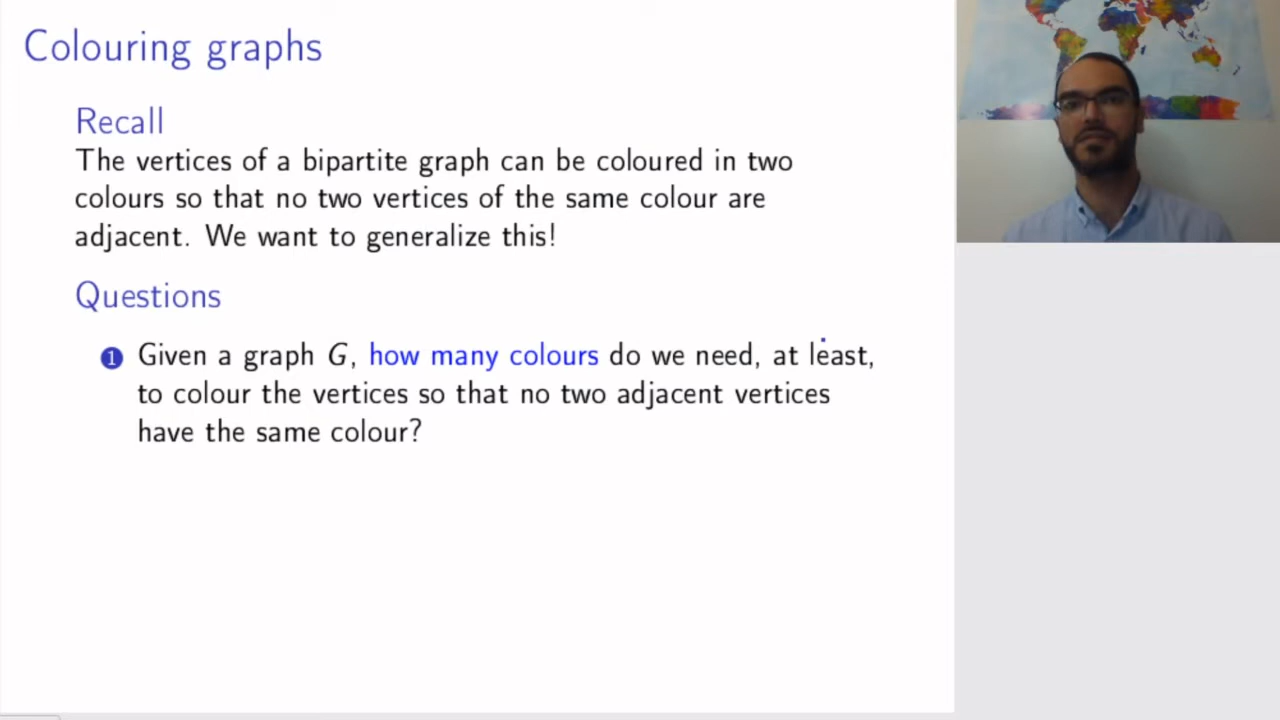 Colouring graphs
Recall
The vertices of a bipartite graph can be coloured in two
colours so that no two vertices of the same colour are
adjacent. We want to generalize this!
Questions
1 Given a graph G, how many colours do we need, at least,
to colour the vertices so that no two adjacent vertices
have the same colour?